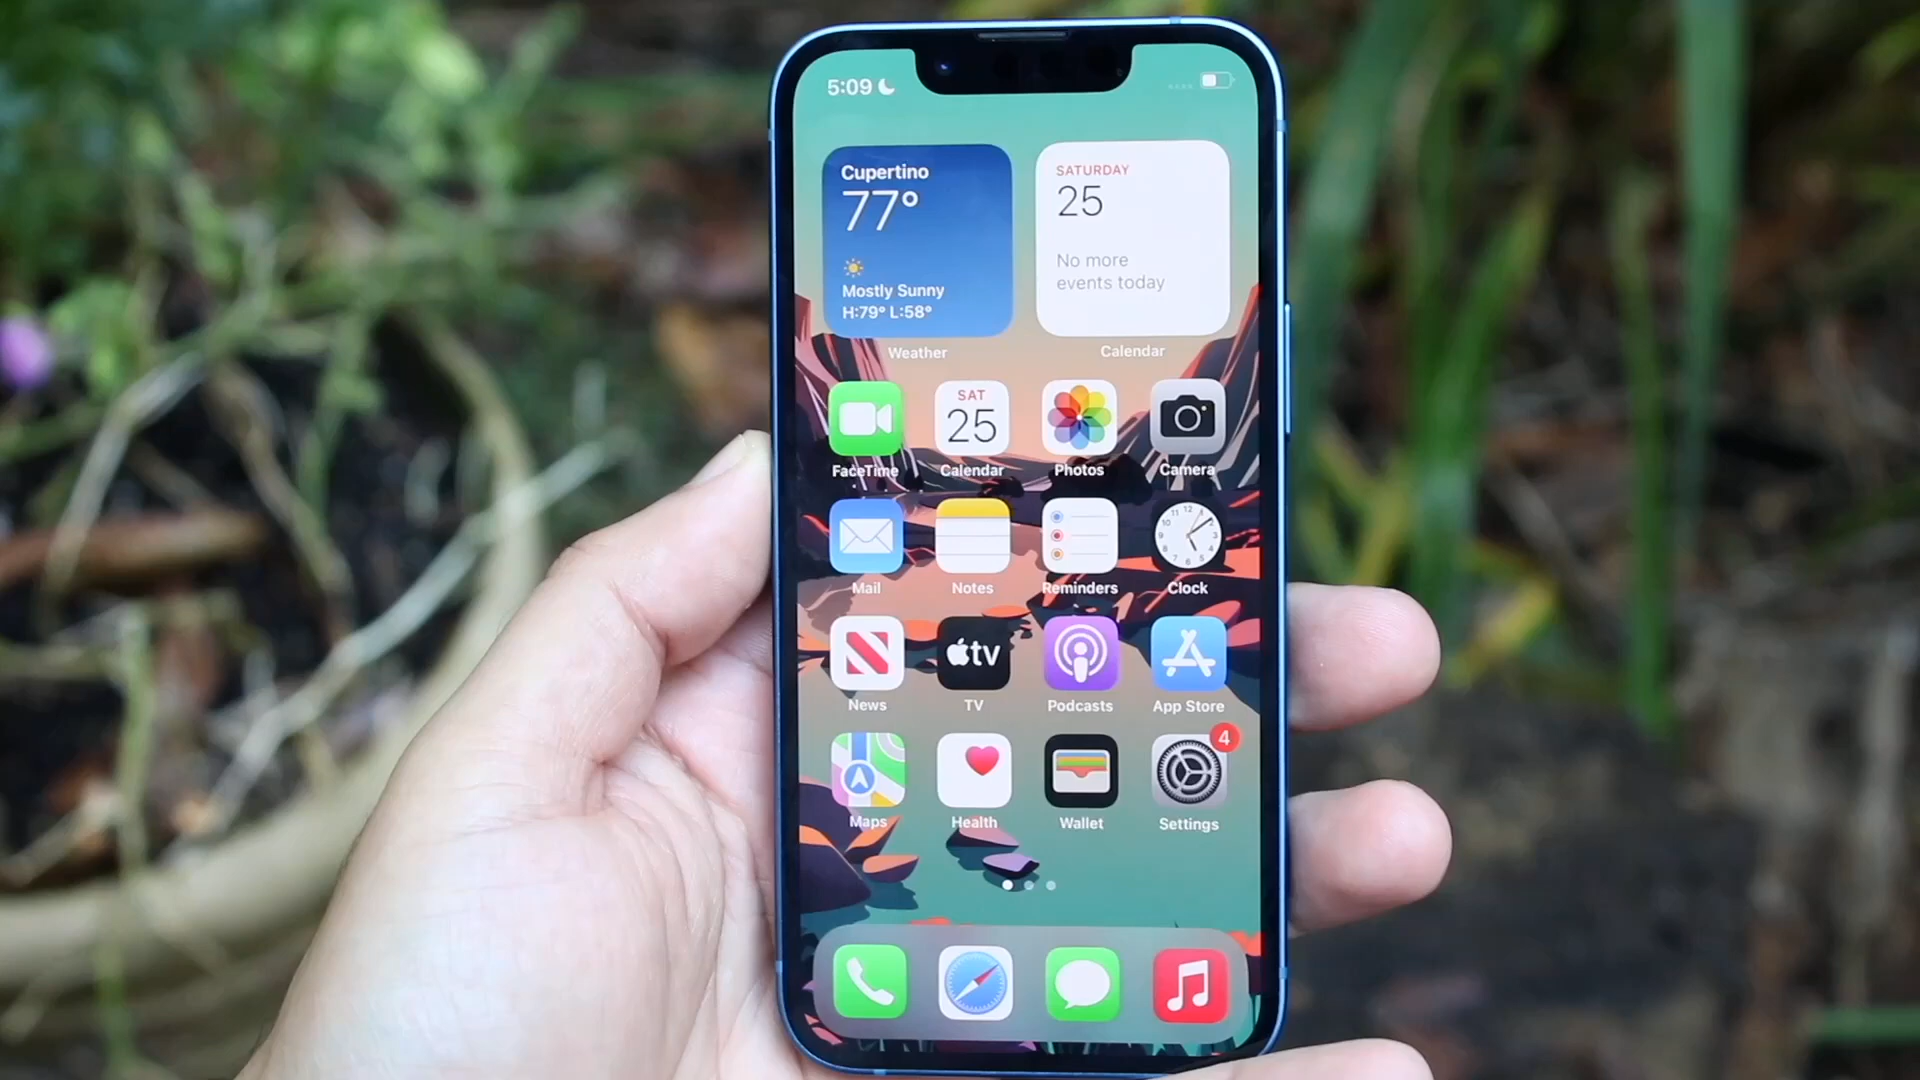 5:09
Cupertino
77°
Mostly Sunny
H:79° L:58°
Weather
SATURDAY
25
No more
events today
Calendar
FaceTime
SAT
25
Calendar
Photos
Camera
Mail
Notes
Reminders
Clock
News
tv
TV
Podcasts
App Store
Maps
Health
Wallet
4
Settings